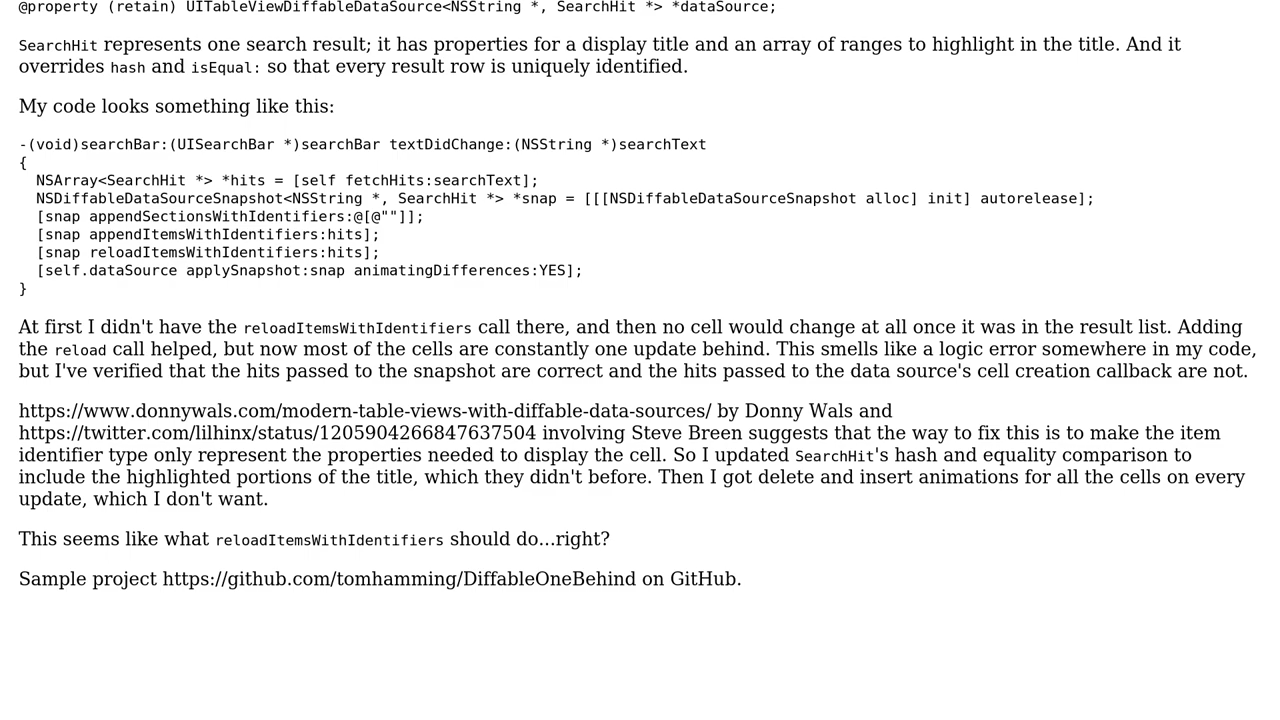 @property (retain) UITableViewDiffableDataSource<NSString *, SearchHit *> *dataSource;
SearchHit represents one search result; it has properties for a display title and an array of ranges to highlight in the title. And it
overrides hash and isEqual: so that every result row is uniquely identified.
My code looks something like this:
-(void)searchBar:(UISearchBar *)searchBar textDidChange:(NSString *)searchText
{
  NSArray<SearchHit *> *hits = [self fetchHits:searchText];
  NSDiffableDataSourceSnapshot<NSString *, SearchHit *> *snap = [[[NSDiffableDataSourceSnapshot alloc] init] autorelease];
  [snap appendSectionsWithIdentifiers:@[@""]];
  [snap appendItemsWithIdentifiers:hits];
  [snap reloadItemsWithIdentifiers:hits];
  [self.dataSource applySnapshot:snap animatingDifferences:YES];
}
At first I didn't have the reloadItemsWithIdentifiers call there, and then no cell would change at all once it was in the result list. Adding
the reload call helped, but now most of the cells are constantly one update behind. This smells like a logic error somewhere in my code,
but I've verified that the hits passed to the snapshot are correct and the hits passed to the data source's cell creation callback are not.
https://www.donnywals.com/modern-table-views-with-diffable-data-sources/ by Donny Wals and
https://twitter.com/lilhinx/status/1205904266847637504 involving Steve Breen suggests that the way to fix this is to make the item
identifier type only represent the properties needed to display the cell. So I updated SearchHit's hash and equality comparison to
include the highlighted portions of the title, which they didn't before. Then I got delete and insert animations for all the cells on every
update, which I don't want.
This seems like what reloadItemsWithIdentifiers should do...right?
Sample project https://github.com/tomhamming/DiffableOneBehind on GitHub.